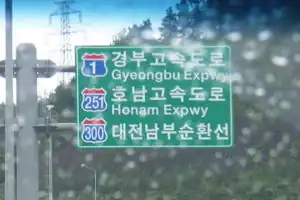 1 경부고속도로
Gyeongbu Expwy
251 호남고속도로
Honam Expwy
300 대전남부순환선